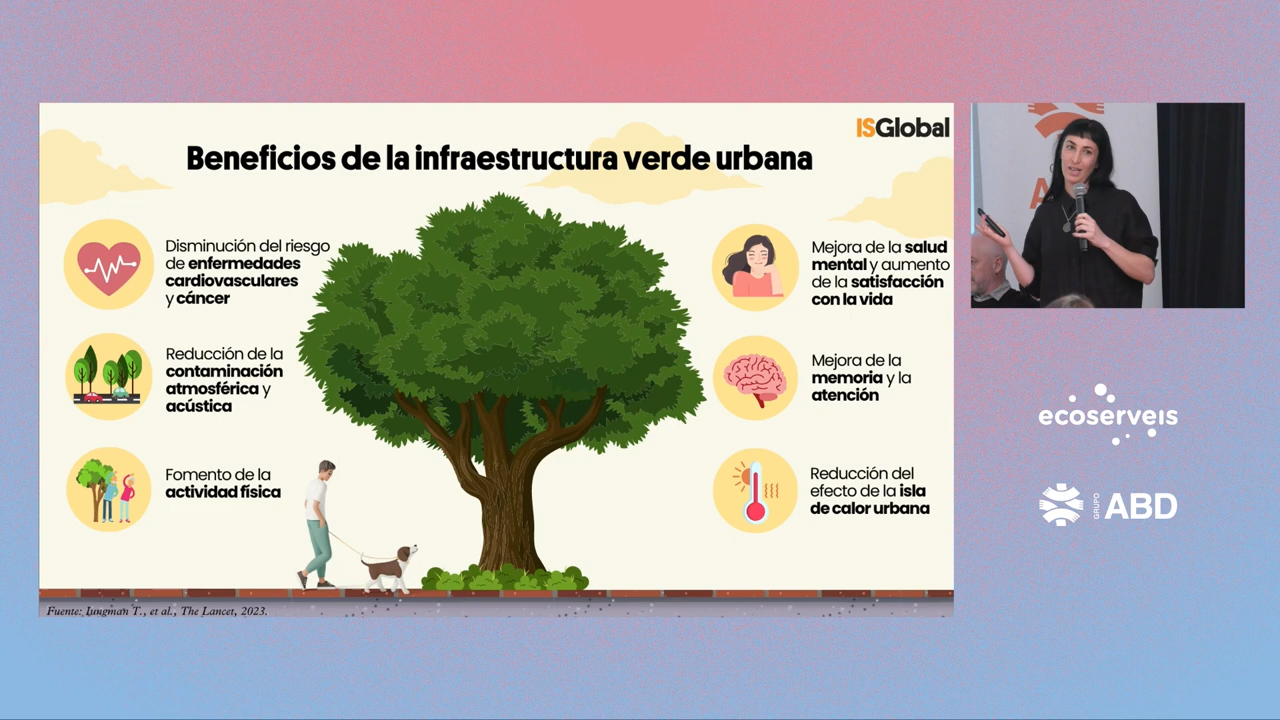 ISGlobal
Beneficios de la infraestructura verde urbana
Disminución del riesgo
de enfermedades
cardiovasculares
y cáncer
Reducción de la
contaminación
atmosférica y
acústica
Fomento de la
actividad física
Mejora de la salud
mental y aumento
de la satisfacción
con la vida
Mejora de la
memoria y la
atención
Reducción del
efecto de la isla
de calor urbana
Fuente: Iungman T., et al., The Lancet, 2023.
ecoserveis
GRUPO
ABD